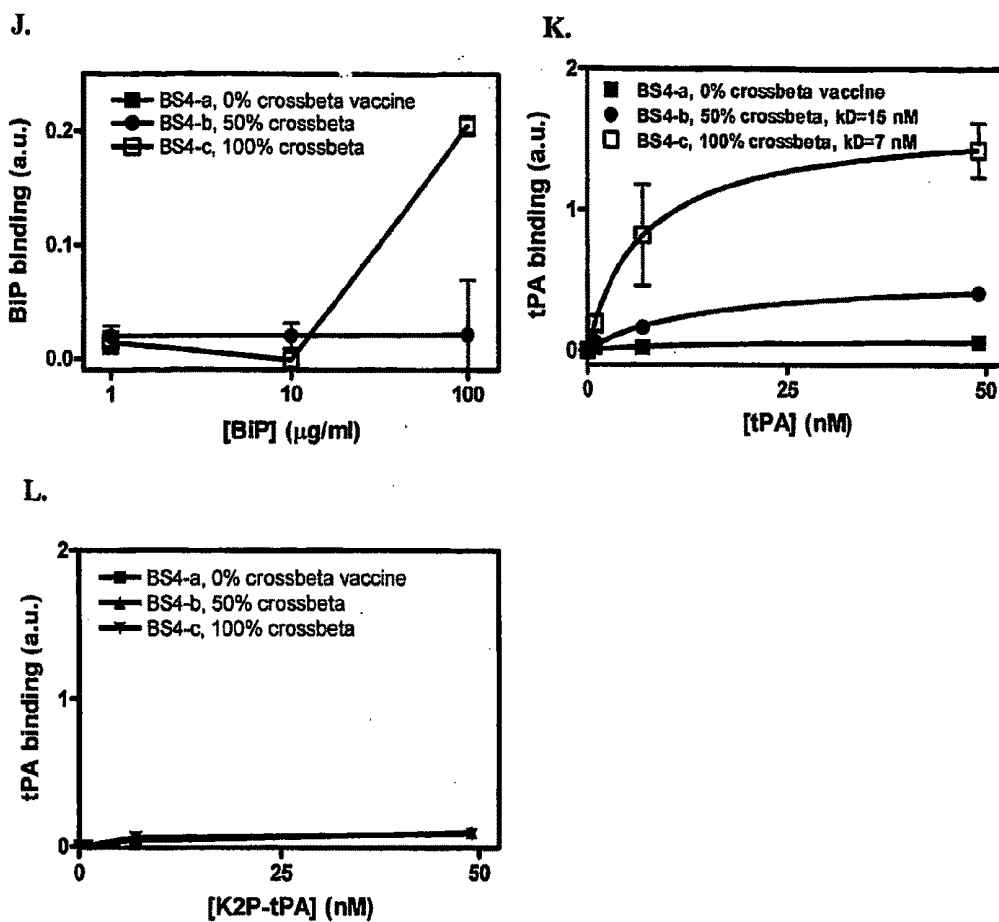 J.
BiP binding (a.u.)
0.2
0.1
0.0
BS4-a, 0% crossbeta vaccine
BS4-b, 50% crossbeta
BS4-c, 100% crossbeta
1
10
100
[BiP] (µg/ml)
K.
tPA binding (a.u.)
2
1
0
BS4-a, 0% crossbeta vaccine
BS4-b, 50% crossbeta, kD=15 nM
BS4-c, 100% crossbeta, kD=7 nM
0
25
50
[tPA] (nM)
L.
tPA binding (a.u.)
2
1
0
BS4-a, 0% crossbeta vaccine
BS4-b, 50% crossbeta
BS4-c, 100% crossbeta
0
25
50
[K2P-tPA] (nM)